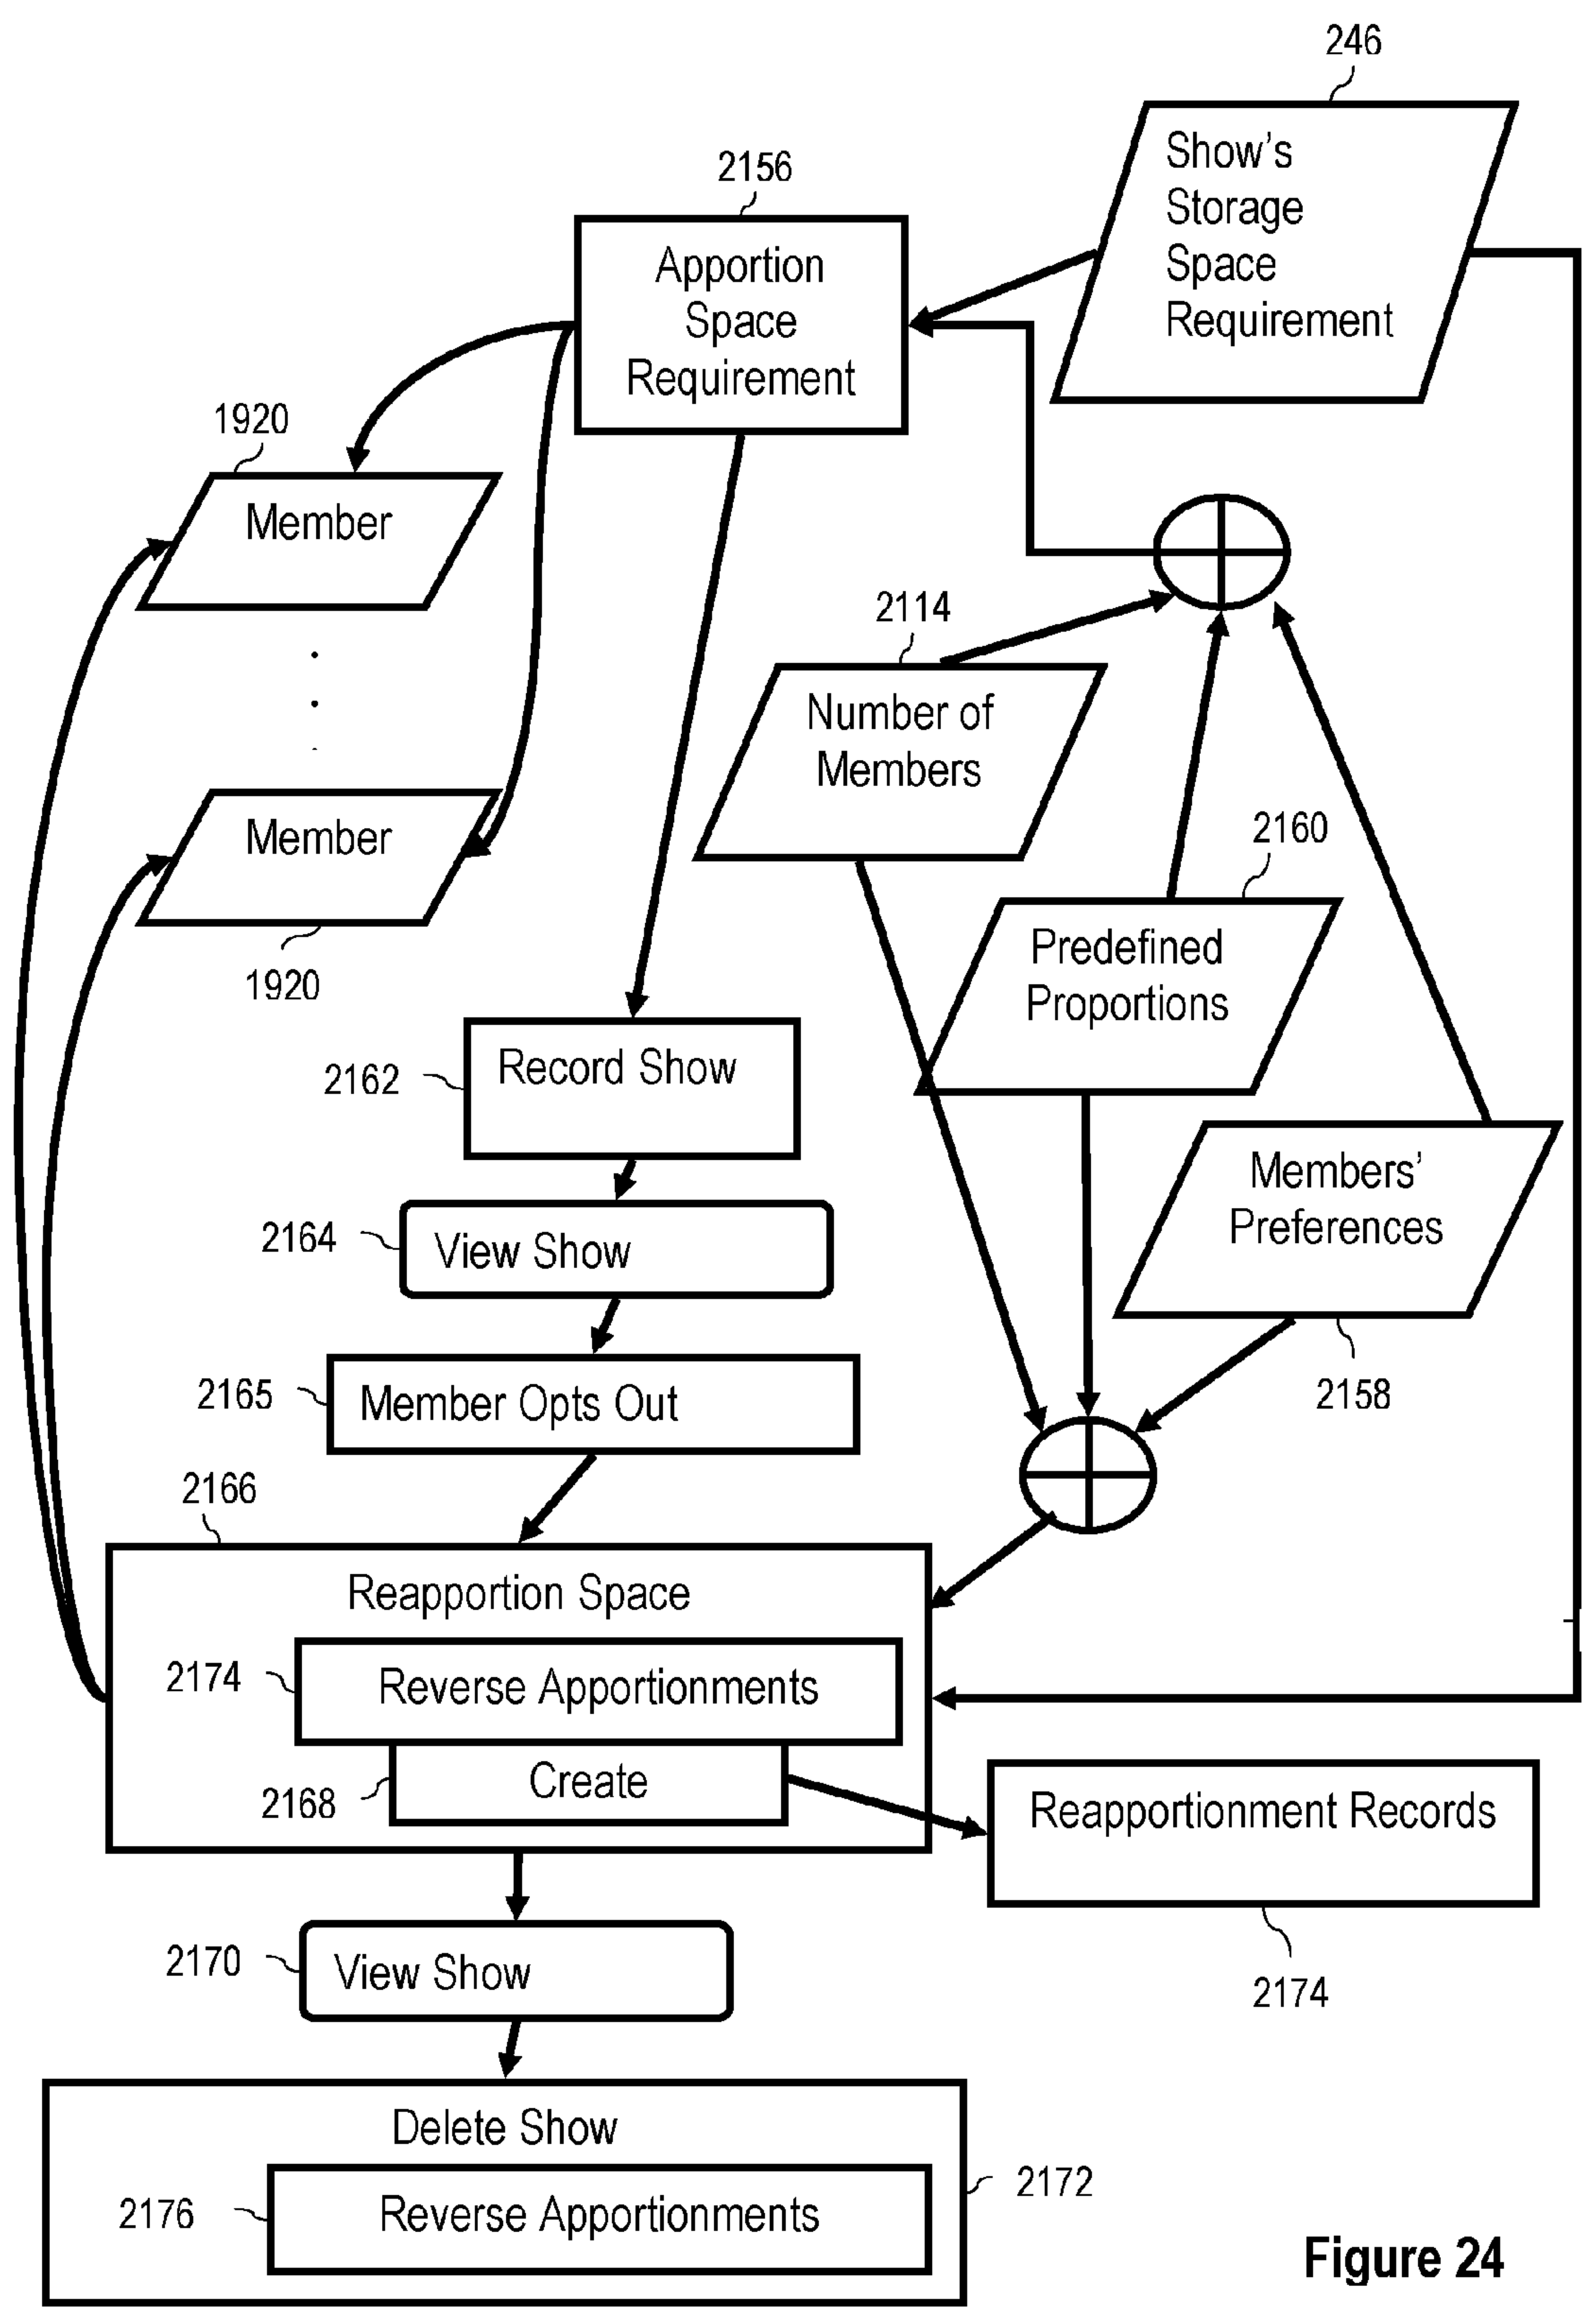 246
Show's
Storage
Space
Requirement
2156
Apportion
Space
Requirement
1920
Member
2114
Number of
Members
Member
1920
2160
Predefined
Proportions
2162
Record Show
Members'
Preferences
2158
2164
View Show
2165
Member Opts Out
2166
Reapportion Space
2174
Reverse Apportionments
2168
Create
Reapportionment Records
2174
2170
View Show
Delete Show
2172
2176
Reverse Apportionments
Figure 24